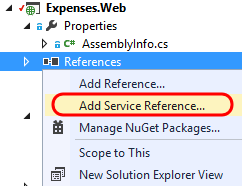 Expenses.Web
Properties
C# AssemblyInfo.cs
References
Add Reference...
Add Service Reference...
Manage NuGet Packages...
Scope to This
New Solution Explorer View